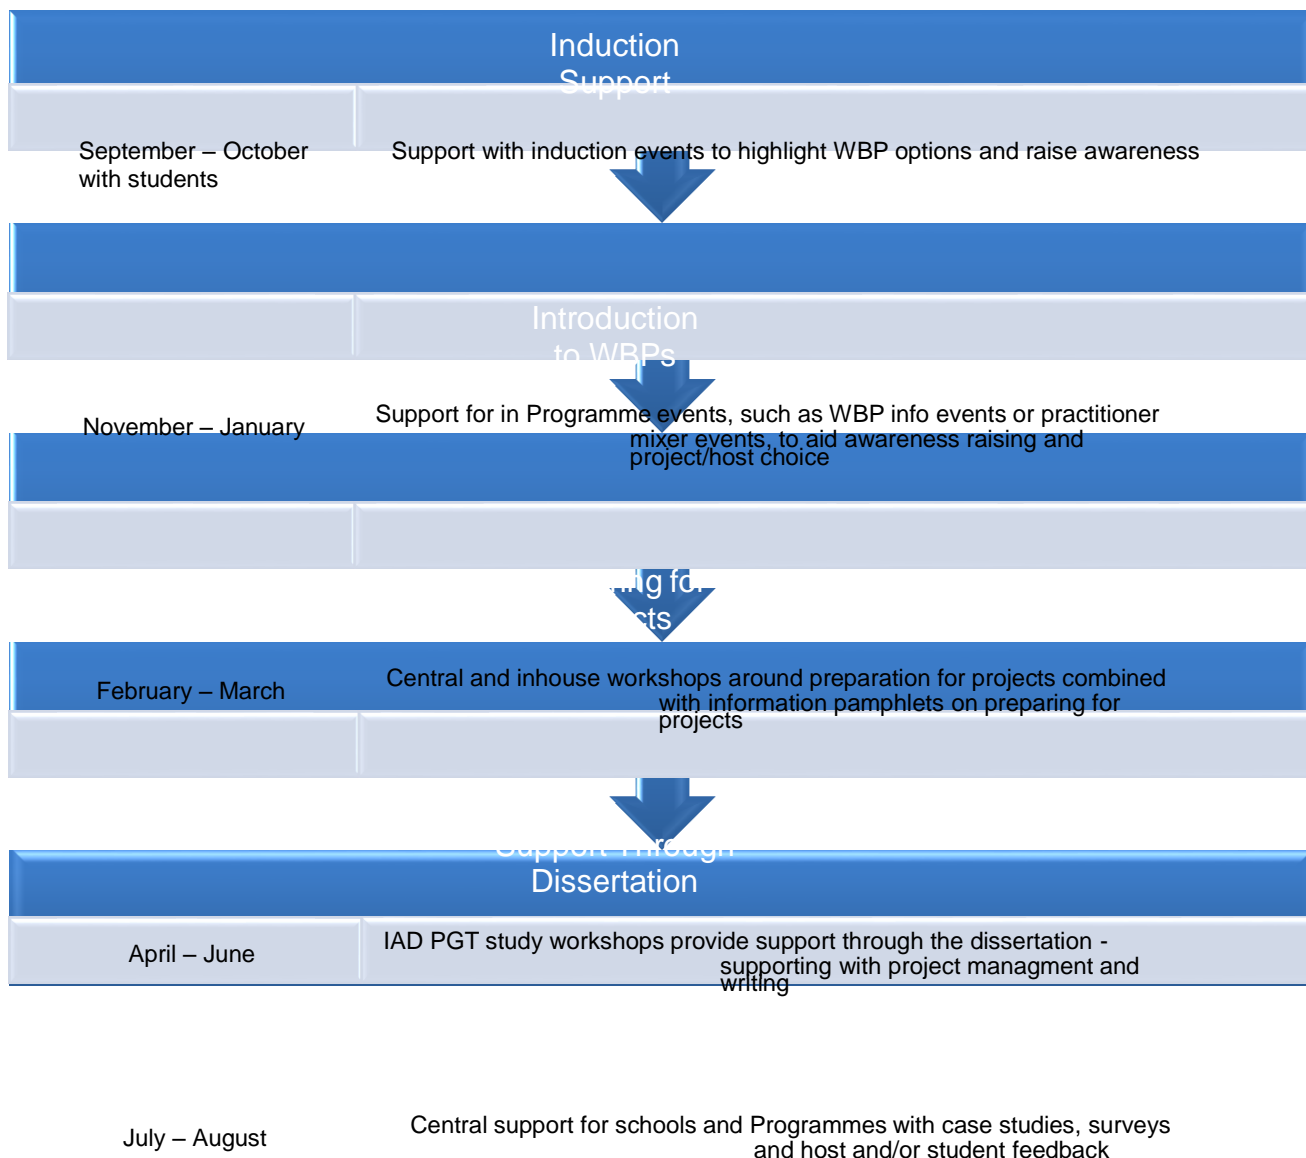 Induction
Support
September – October
Support with induction events to highlight WBP options and raise awareness
with students
Introduction
to WBPs
November – January
Support for in Programme events, such as WBP info events or practitioner
mixer events, to aid awareness raising and
project/host choice
ing for
cts
February – March
Central and inhouse workshops around preparation for projects combined
with information pamphlets on preparing for
projects
Support Through
Dissertation
April – June
IAD PGT study workshops provide support through the dissertation -
supporting with project managment and
writing
July – August
Central support for schools and Programmes with case studies, surveys
and host and/or student feedback